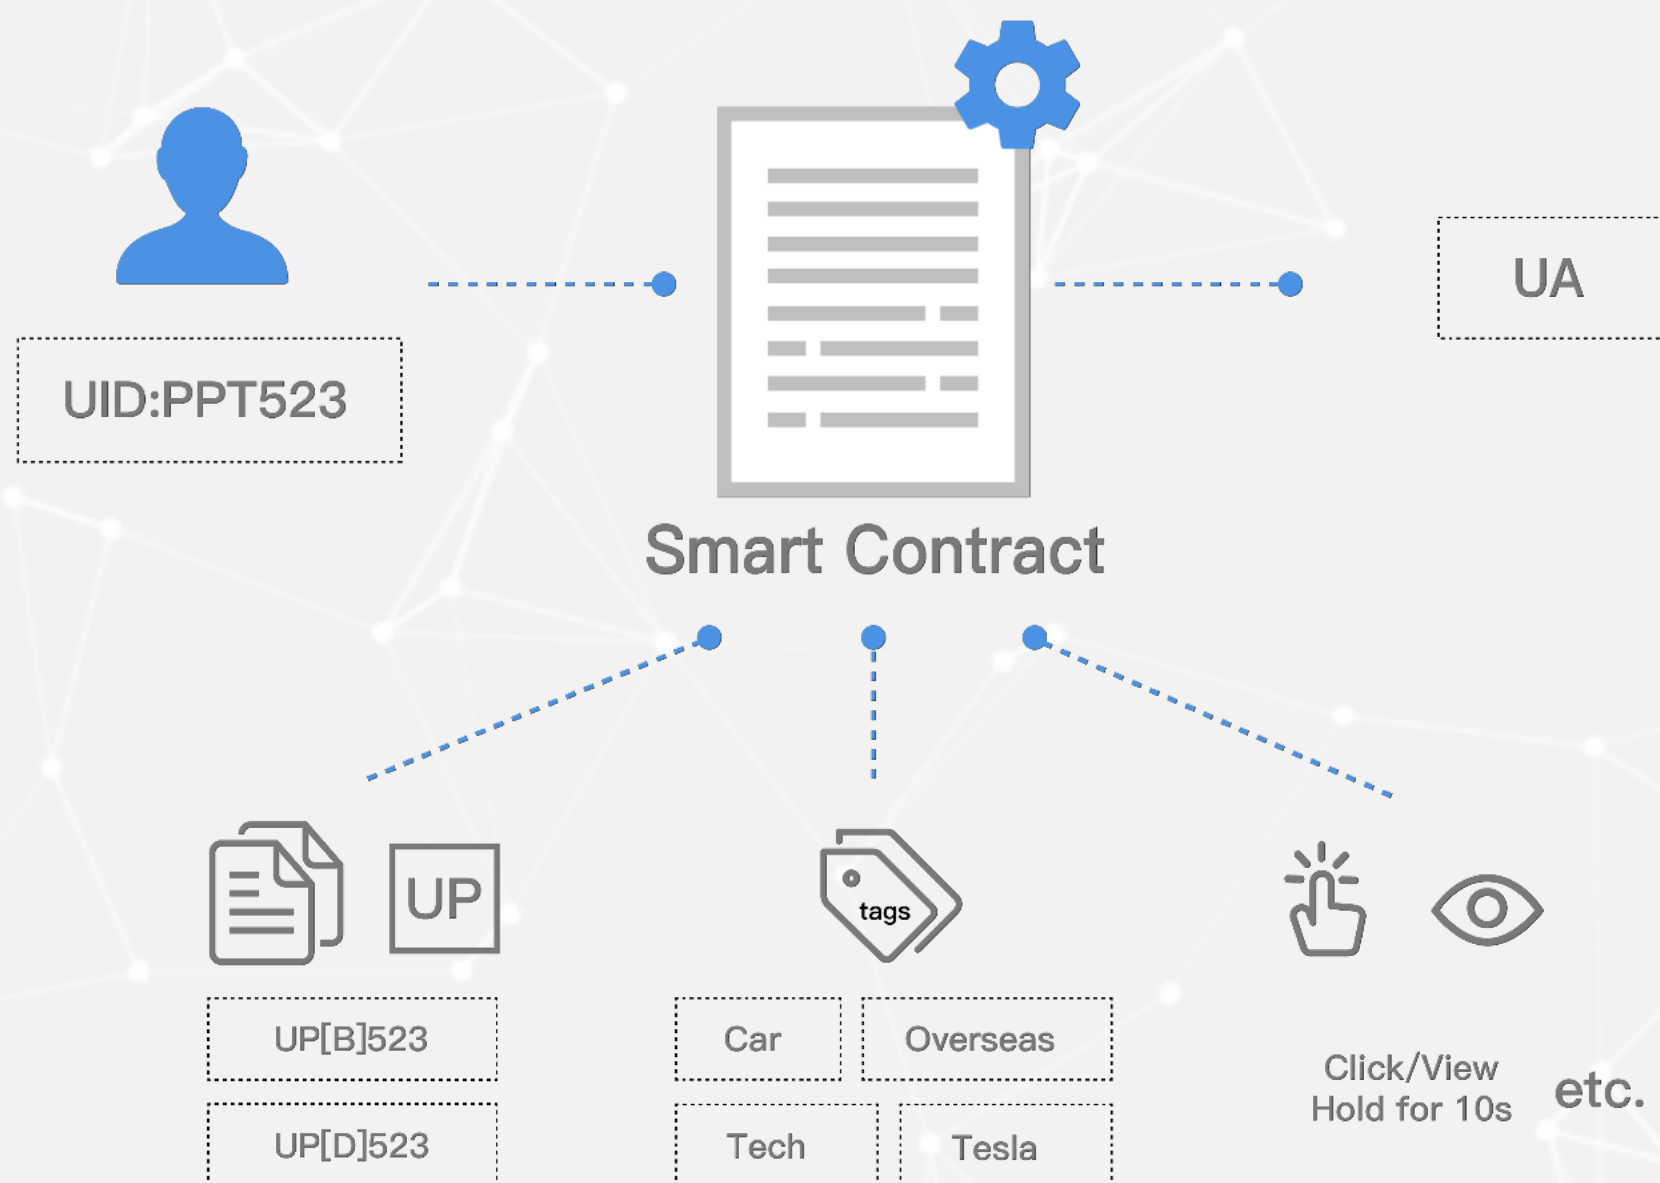 UA
UID:PPT523
Smart Contract
UP
tags
UP[B]523
Car
Overseas
Click/View
Hold for 10s
etc.
UP[D]523
Tech
Tesla